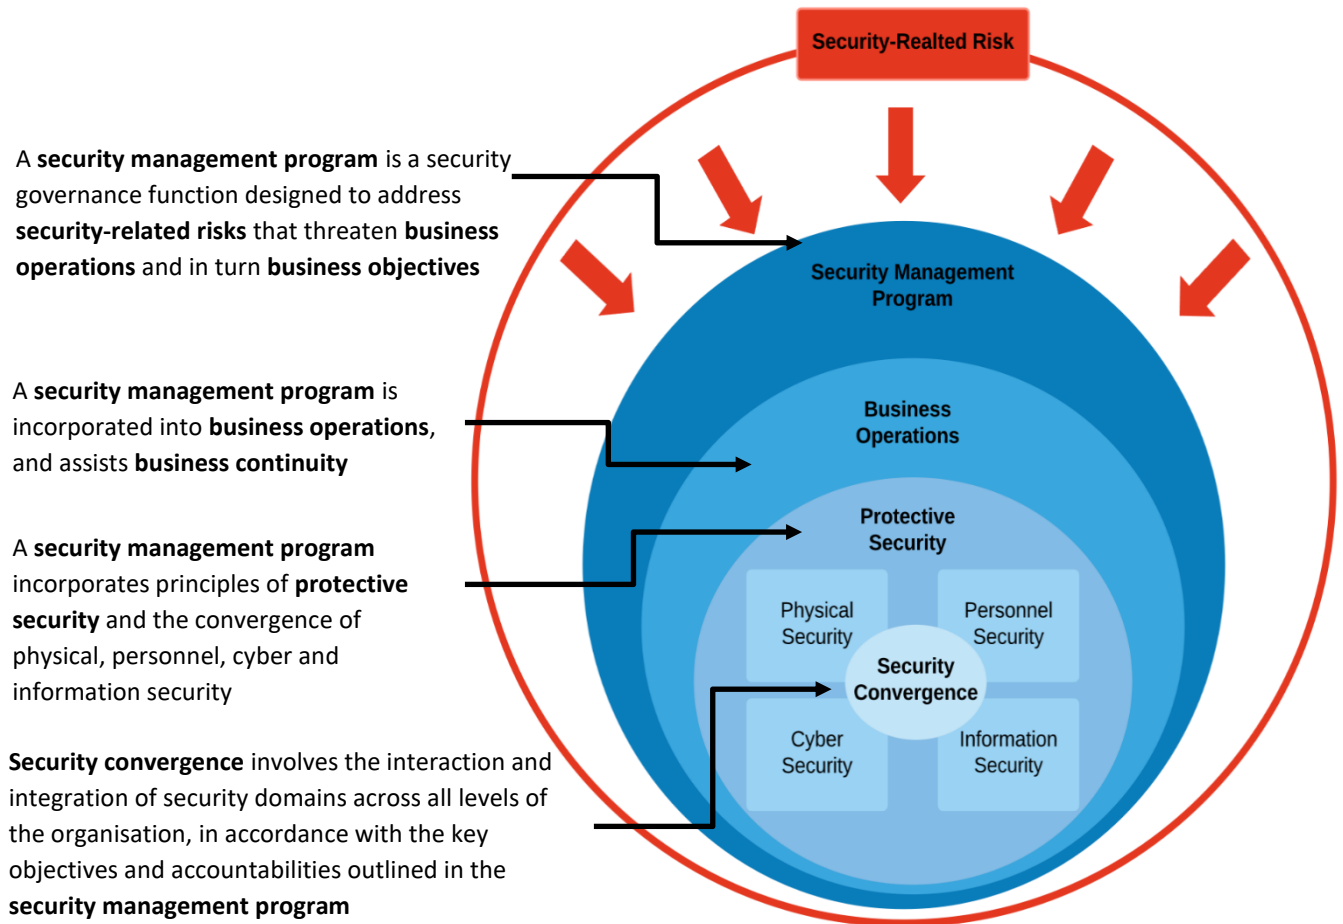 Security-Realted Risk
A security management program is a security
governance function designed to address
security-related risks that threaten business
operations and in turn business objectives
A security management program is
incorporated into business operations,
and assists business continuity
A security management program
incorporates principles of protective
security and the convergence of
physical, personnel, cyber and
information security
Security convergence involves the interaction and
integration of security domains across all levels of
the organisation, in accordance with the key
objectives and accountabilities outlined in the
security management program
Security Management
Program
Business
Operations
Protective
Security
Physical
Security
Personnel
Security
Security
Convergence
Cyber
Security
Information
Security